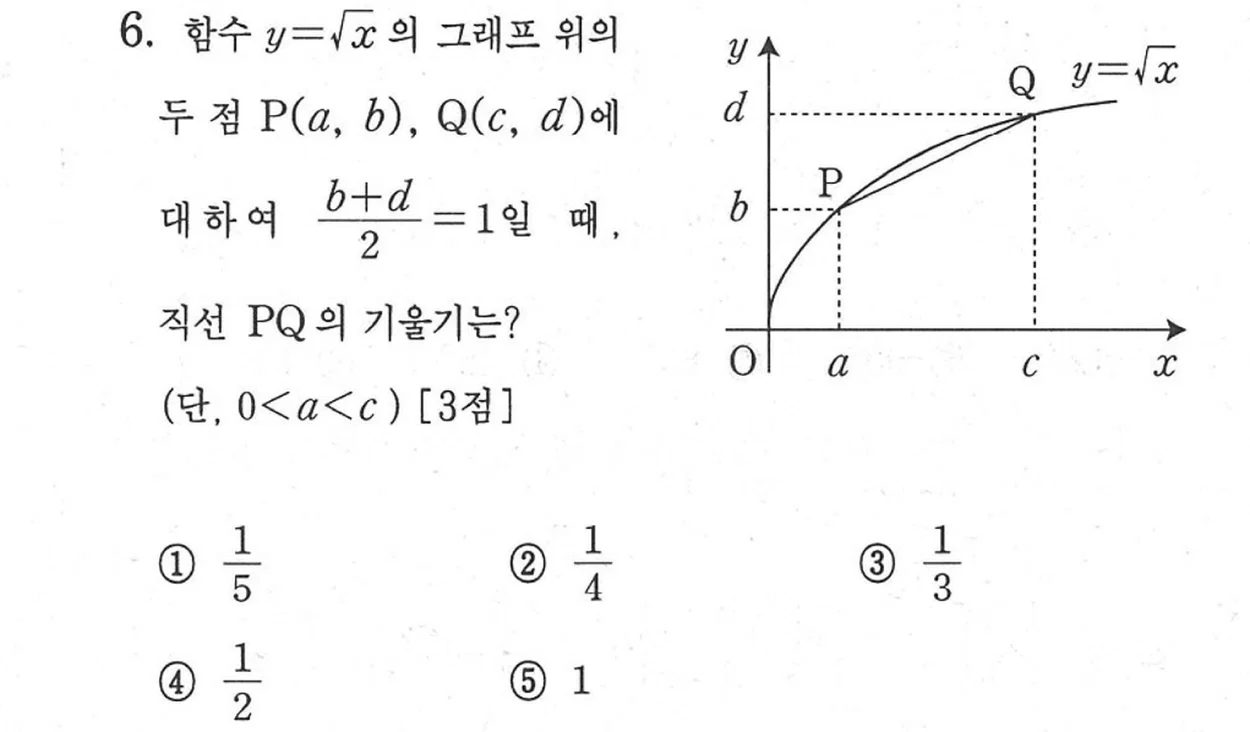 6. 함수 y=√x 의 그래프 위의
두 점 P(a, b), Q(c, d)에
대하여 (b+d)/2 = 1일 때,
직선 PQ의 기울기는?
(단, 0<a<c) [3점]
y
d
b
P
Q
y=√x
O
a
c
x
① 1/5
② 1/4
③ 1/3
④ 1/2
⑤ 1